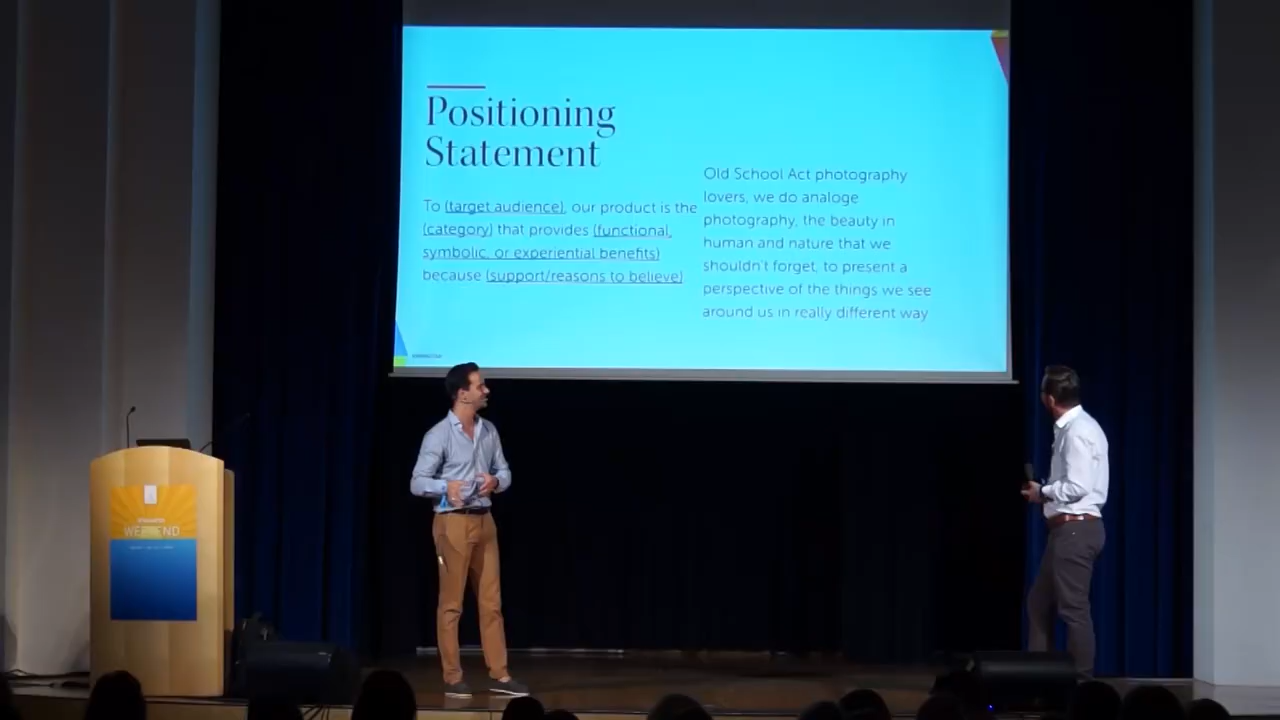 Positioning
Statement
To (target audience), our product is the
(category) that provides (functional,
symbolic, or experiential benefits)
because (support/reasons to believe)
Old School Act photography
lovers, we do analoge
photography, the beauty in
human and nature that we
shouldn't forget, to present a
perspective of the things we see
around us in really different way
WEEKEND